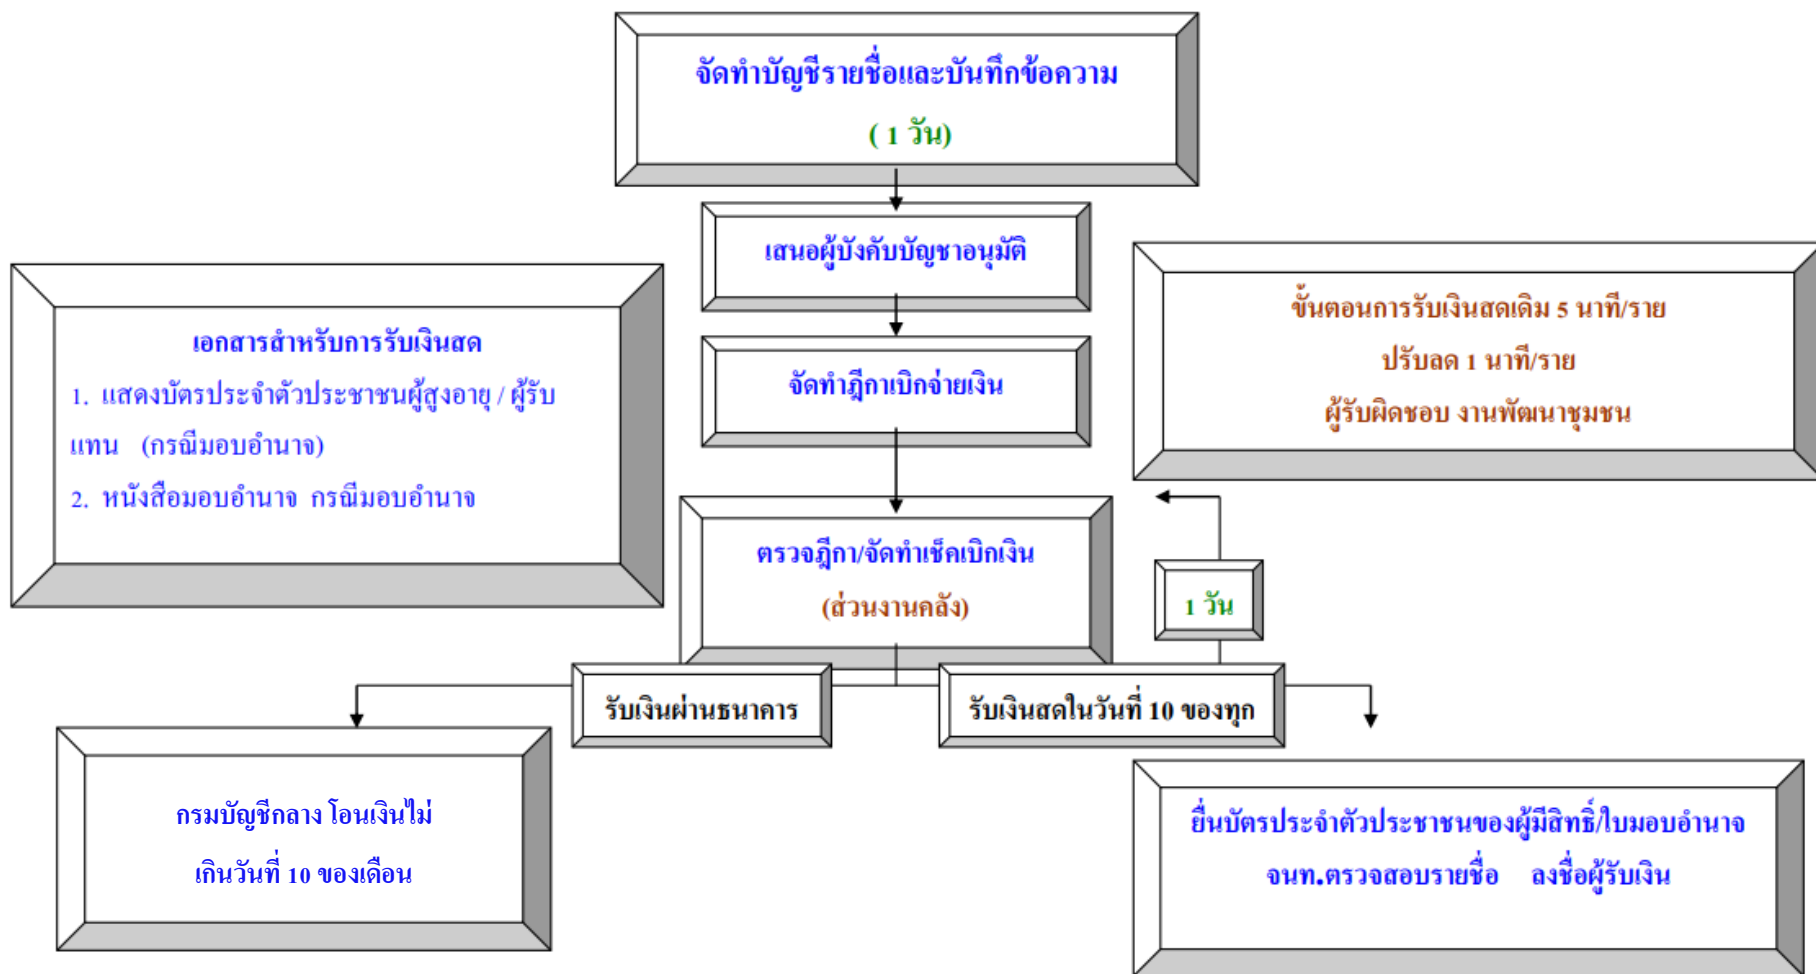 จัดทำบัญชีรายชื่อและบันทึกข้อความ
( 1 วัน)
เสนอผู้บังคับบัญชาอนุมัติ
จัดทำฎีกาเบิกจ่ายเงิน
เอกสารสำหรับการรับเงินสด
1. แสดงบัตรประจำตัวประชาชนผู้สูงอายุ / ผู้รับ
แทน (กรณีมอบอำนาจ)
2. หนังสือมอบอำนาจ กรณีมอบอำนาจ
ขั้นตอนการรับเงินสดเดิม 5 นาที/ราย
ปรับลด 1 นาที/ราย
ผู้รับผิดชอบ งานพัฒนาชุมชน
ตรวจฎีกา/จัดทำเช็คเบิกเงิน
(ส่วนงานคลัง)
1 วัน
รับเงินผ่านธนาคาร
รับเงินสดในวันที่ 10 ของทุก
กรมบัญชีกลาง โอนเงินไม่
เกินวันที่ 10 ของเดือน
ยื่นบัตรประจำตัวประชาชนของผู้มีสิทธิ์/ใบมอบอำนาจ
จนท.ตรวจสอบรายชื่อ ลงชื่อผู้รับเงิน